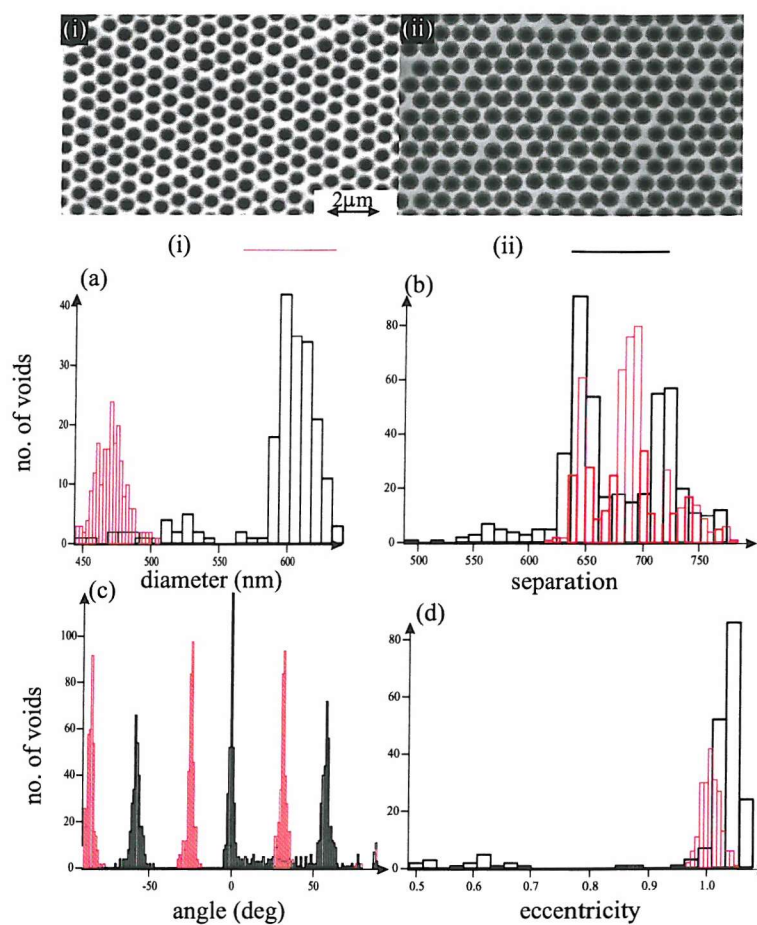 (i)
(ii)
2μm
(i)
(ii)
(a)
40
30
20
10
0
no. of voids
450
500
550
600
diameter (nm)
(b)
80
60
40
20
0
500
550
600
650
700
750
separation
(c)
100
80
60
40
20
0
no. of voids
-50
0
50
angle (deg)
(d)
80
60
40
20
0
0.5
0.6
0.7
0.8
0.9
1.0
eccentricity